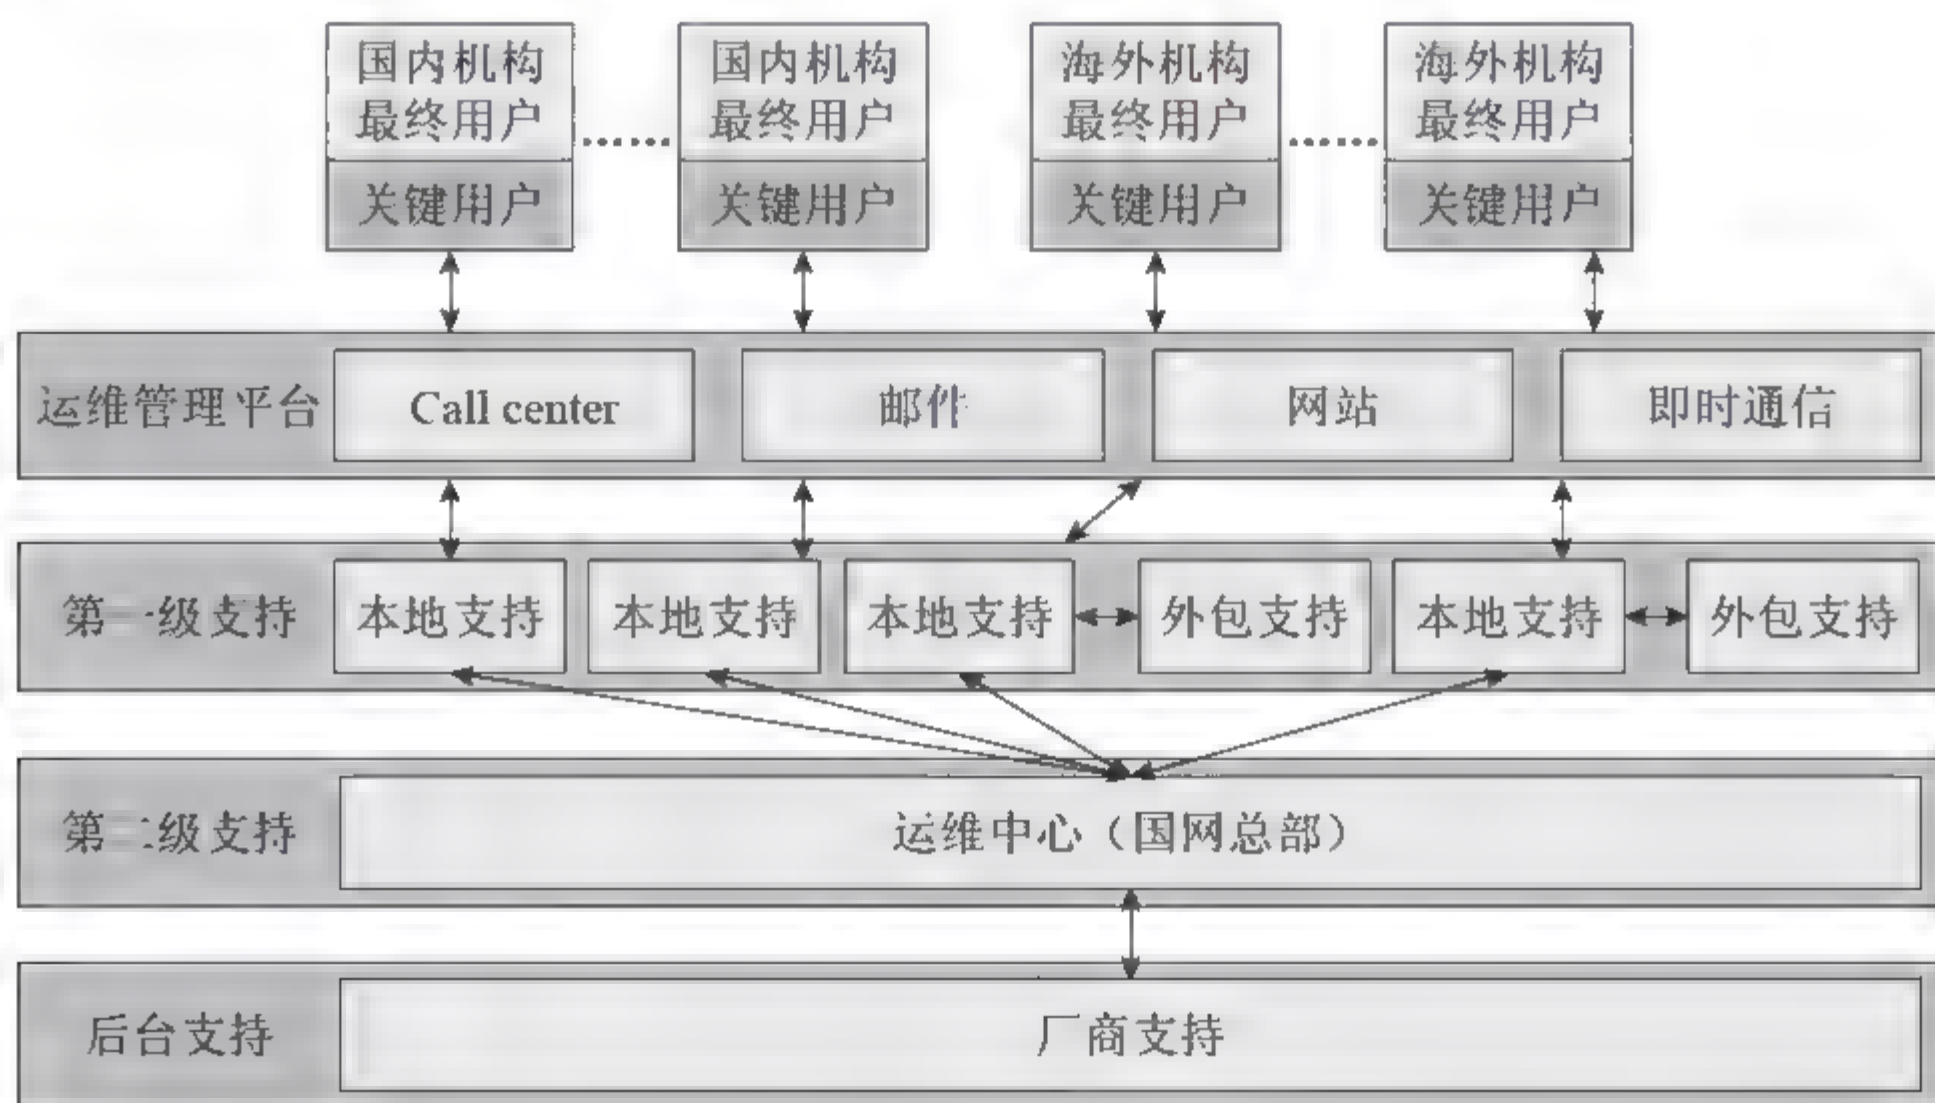 国内机构
最终用户
关键用户
国内机构
最终用户
关键用户
海外机构
最终用户
关键用户
海外机构
最终用户
关键用户
运维管理平台
Call center
邮件
网站
即时通信
第一级支持
本地支持
本地支持
本地支持
外包支持
本地支持
外包支持
第二级支持
运维中心（国网总部）
后台支持
厂商支持